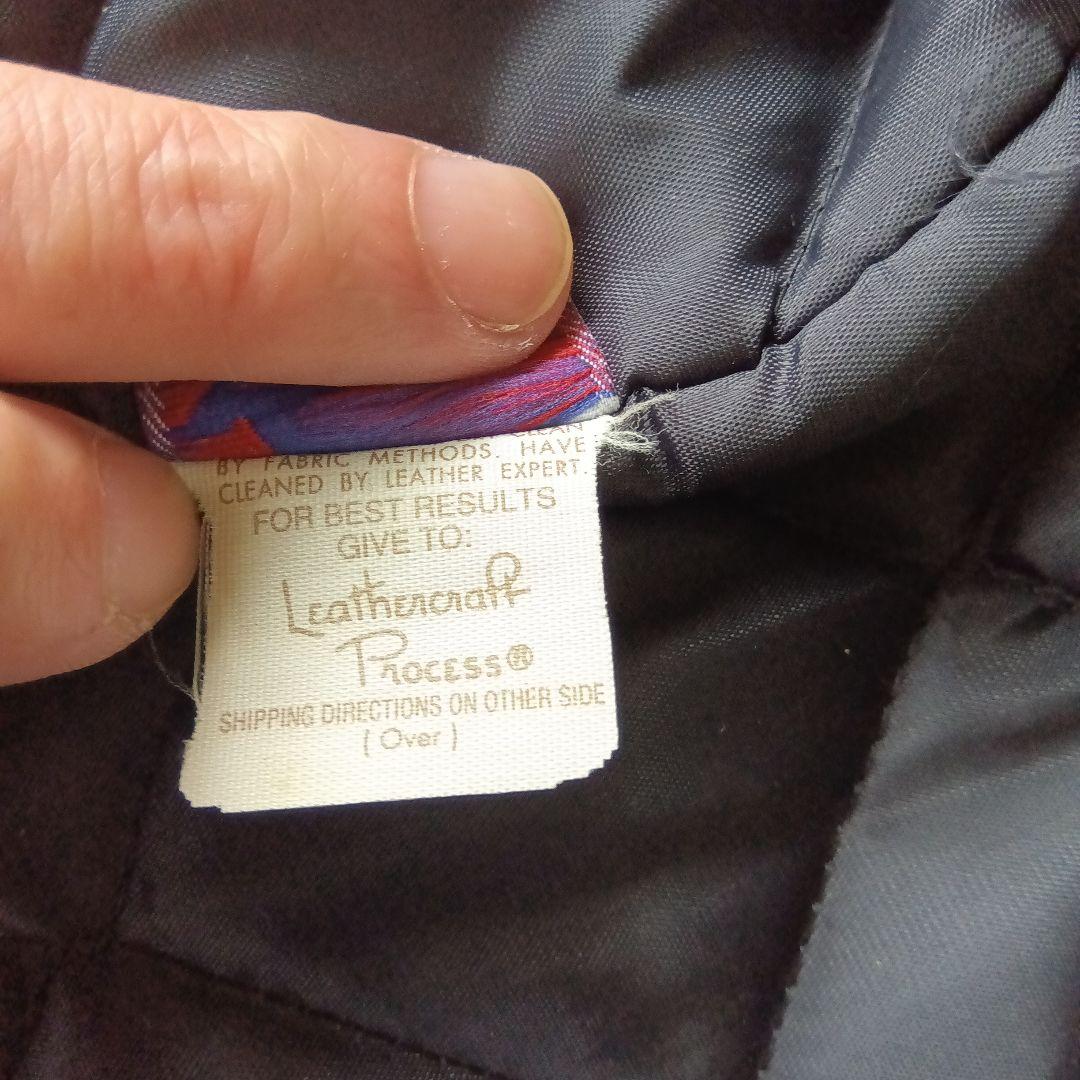 CLEAN
BY FABRIC METHODS. HAVE
CLEANED BY LEATHER EXPERT.
FOR BEST RESULTS
GIVE TO:
Leathercraft
Process®
SHIPPING DIRECTIONS ON OTHER SIDE
( Over )